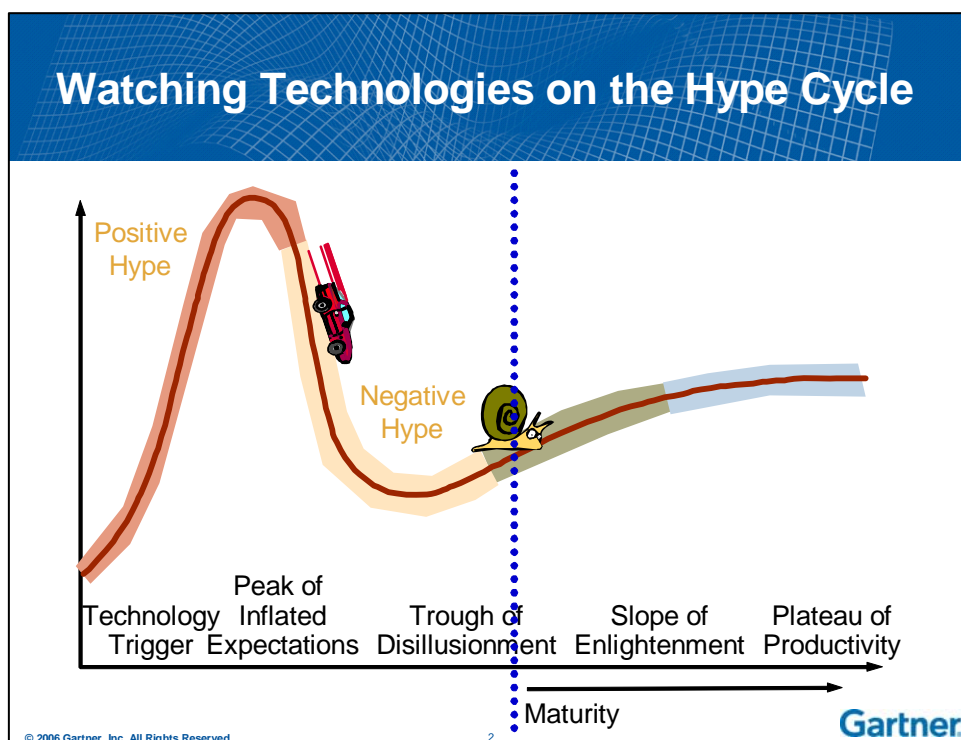 Watching Technologies on the Hype Cycle
Positive
Hype
Negative
Hype
Technology
Trigger
Peak of
Inflated
Expectations
Trough of
Disillusionment
Slope of
Enlightenment
Plateau of
Productivity
Maturity
© 2006 Gartner, Inc. All Rights Reserved
2
Gartner